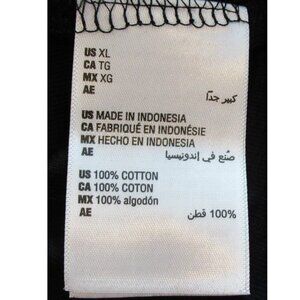 US XL
CA TG
MX XG
AE كبير جدًا
US MADE IN INDONESIA
CA FABRIQUÉ EN INDONÉSIE
MX HECHO EN INDONESIA
AE صنع في إندونيسيا
US 100% COTTON
CA 100% COTON
MX 100% algodón
AE 100% قطن